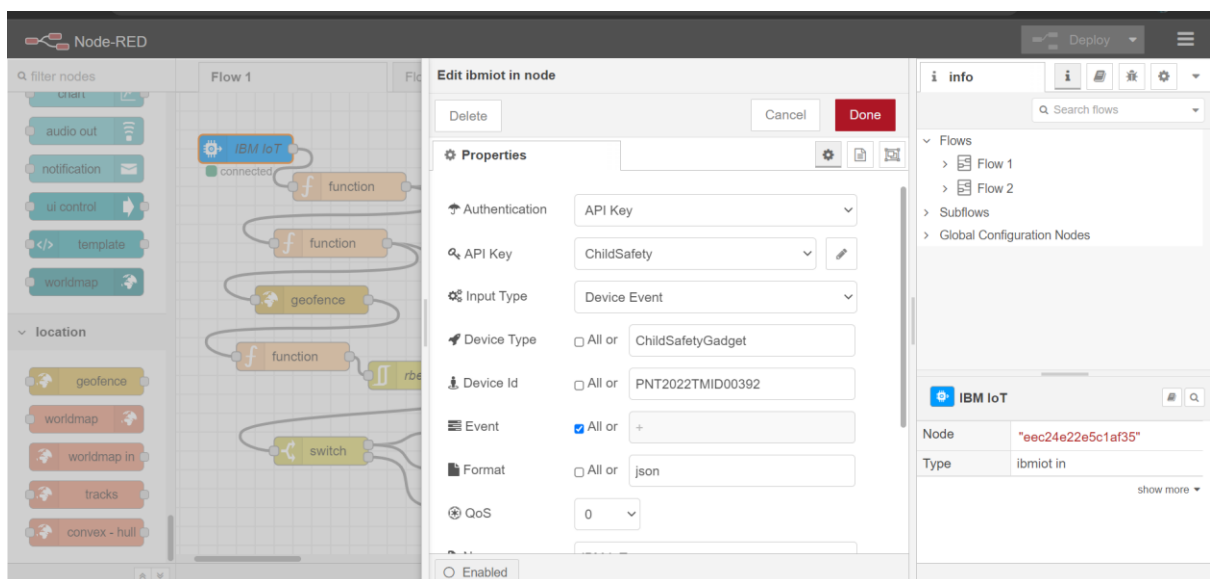 Node-RED
Deploy
filter nodes
Flow 1
Edit ibmiot in node
info
chart
audio out
notification
ui control
template
worldmap
location
geofence
worldmap
worldmap in
tracks
convex - hull
IBM IoT
connected
function
function
geofence
function
rbe
switch
Delete
Cancel
Done
Properties
Authentication
API Key
API Key
ChildSafety
Input Type
Device Event
Device Type
All or
ChildSafetyGadget
Device Id
All or
PNT2022TMID00392
Event
All or
+
Format
All or
json
QoS
0
Enabled
Search flows
Flows
Flow 1
Flow 2
Subflows
Global Configuration Nodes
IBM IoT
Node
"eec24e22e5c1af35"
Type
ibmiot in
show more